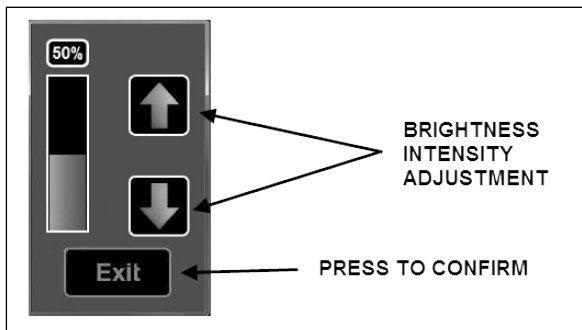 50%
BRIGHTNESS
INTENSITY
ADJUSTMENT
Exit
PRESS TO CONFIRM